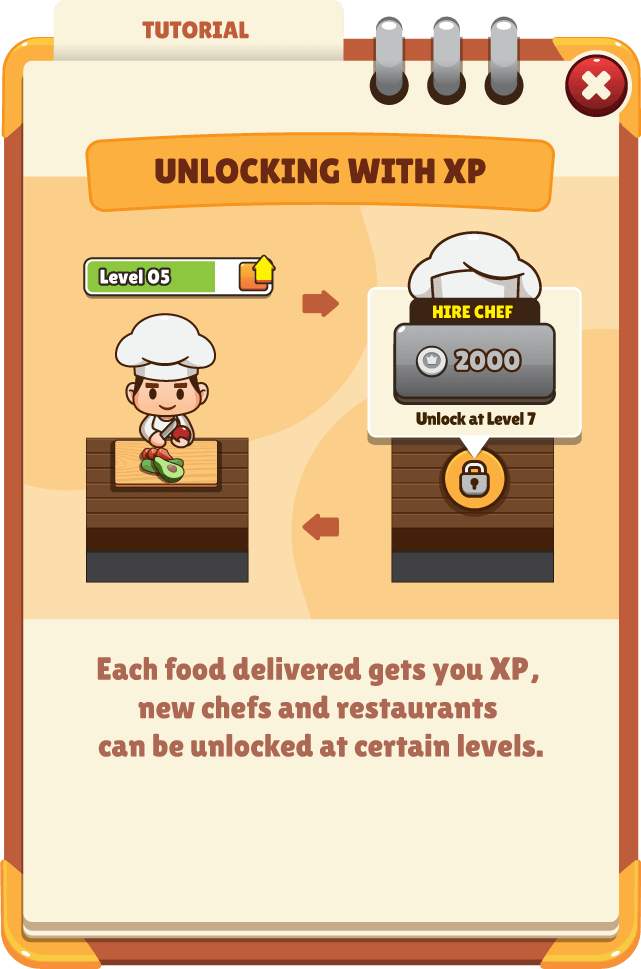 TUTORIAL
UNLOCKING WITH XP
Level 05
HIRE CHEF
2000
Unlock at Level 7
Each food delivered gets you XP,
new chefs and restaurants
can be unlocked at certain levels.